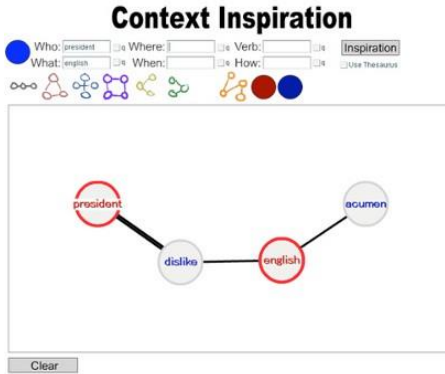 Context Inspiration
Who: president Where: Verb: Inspiration
What: english When: How: Use Thesaurus
president
acumen
dislike
english
Clear